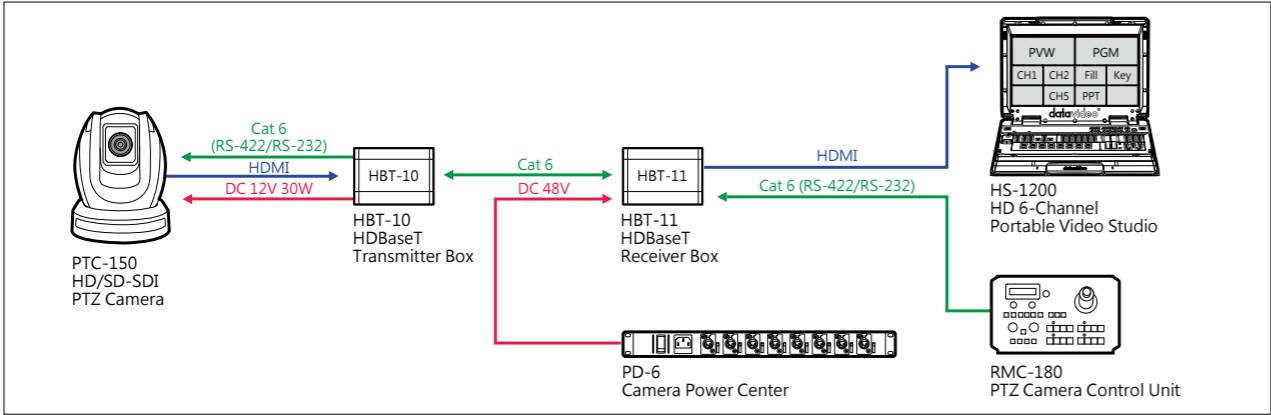 PVW PGM
CH1 CH2 Fill Key
CH5 PPT
datavideo
Cat 6
(RS-422/RS-232)
HDMI
DC 12V 30W
HBT-10
Cat 6
DC 48V
HBT-11
HDMI
Cat 6 (RS-422/RS-232)
HS-1200
HD 6-Channel
Portable Video Studio
HBT-10
HDBaseT
Transmitter Box
HBT-11
HDBaseT
Receiver Box
PTC-150
HD/SD-SDI
PTZ Camera
PD-6
Camera Power Center
RMC-180
PTZ Camera Control Unit